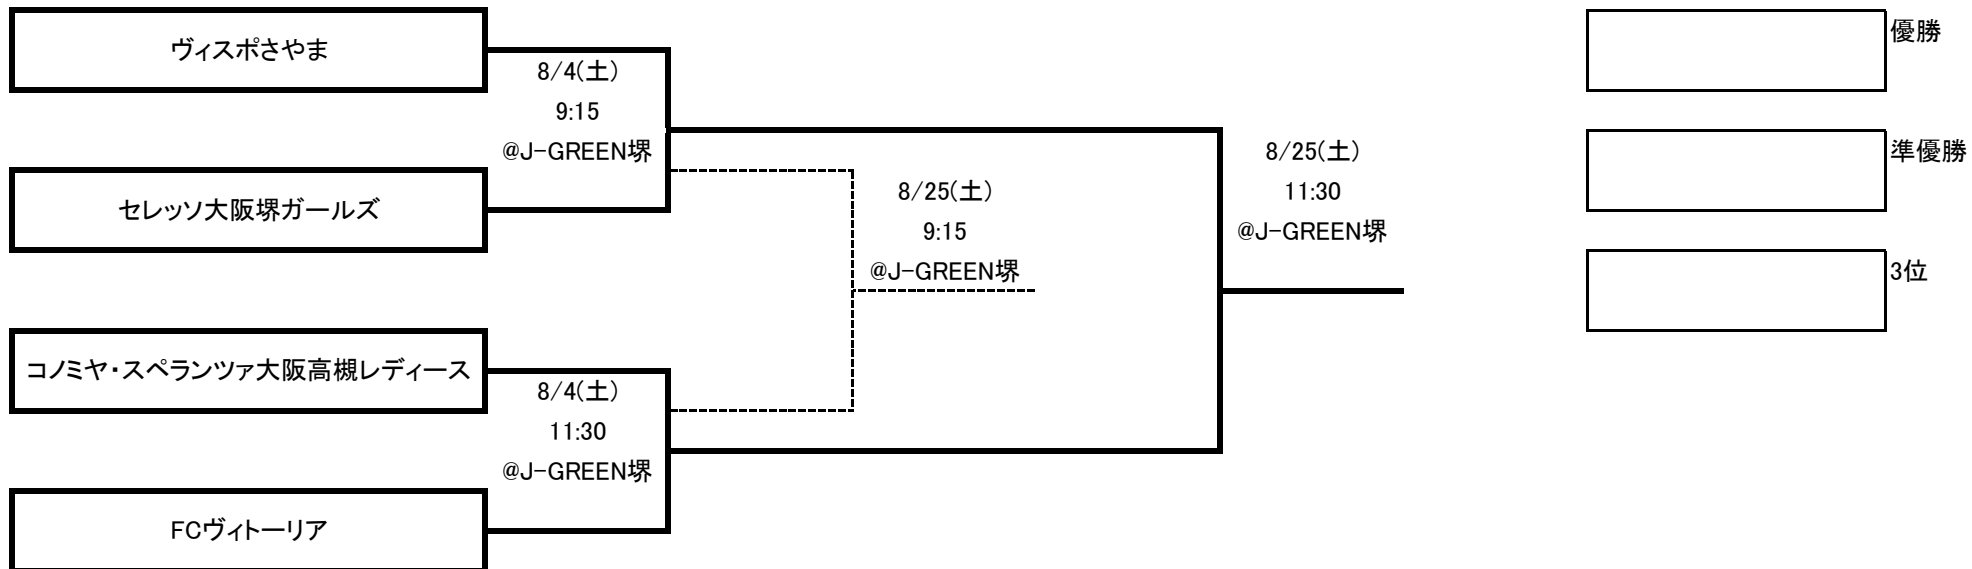 ヴィスポさやま
8/4(土)
9:15
@J-GREEN堺
セレッソ大阪堺ガールズ
コノミヤ・スペランツァ大阪高槻レディース
8/4(土)
11:30
@J-GREEN堺
FCヴィトーリア
8/25(土)
9:15
@J-GREEN堺
8/25(土)
11:30
@J-GREEN堺
優勝
準優勝
3位